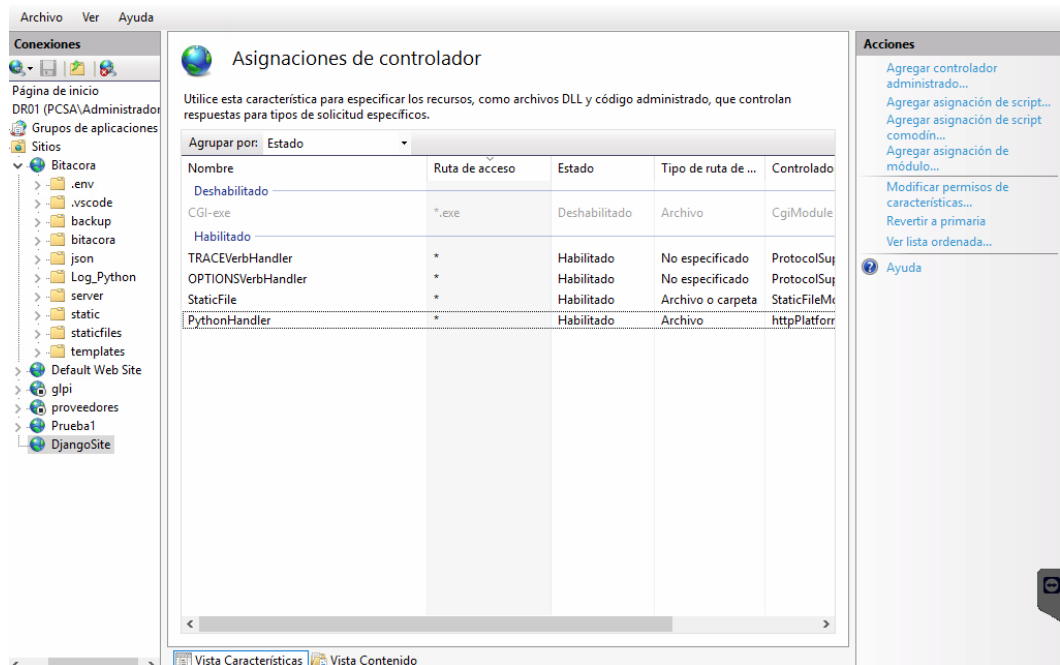 Archivo Ver Ayuda
Conexiones
Página de inicio
DR01 (PCSA\Administrador
Grupos de aplicaciones
Sitios
Bitacora
.env
.vscode
backup
bitacora
json
Log_Python
server
static
staticfiles
templates
Default Web Site
glpi
proveedores
Prueba1
DjangoSite
Asignaciones de controlador
Utilice esta característica para especificar los recursos, como archivos DLL y código administrado, que controlan
respuestas para tipos de solicitud específicos.
Agrupar por: Estado
Nombre Ruta de acceso Estado Tipo de ruta de ... Controlado
Deshabilitado
CGI-exe *.exe Deshabilitado Archivo CgiModule
Habilitado
TRACEVerbHandler * Habilitado No especificado ProtocolSup
OPTIONSVerbHandler * Habilitado No especificado ProtocolSup
StaticFile * Habilitado Archivo o carpeta StaticFileMo
PythonHandler * Habilitado Archivo httpPlatforr
Vista Características Vista Contenido
Acciones
Agregar controlador
administrado...
Agregar asignación de script...
Agregar asignación de script
comodín...
Agregar asignación de
módulo...
Modificar permisos de
características...
Revertir a primaria
Ver lista ordenada...
Ayuda